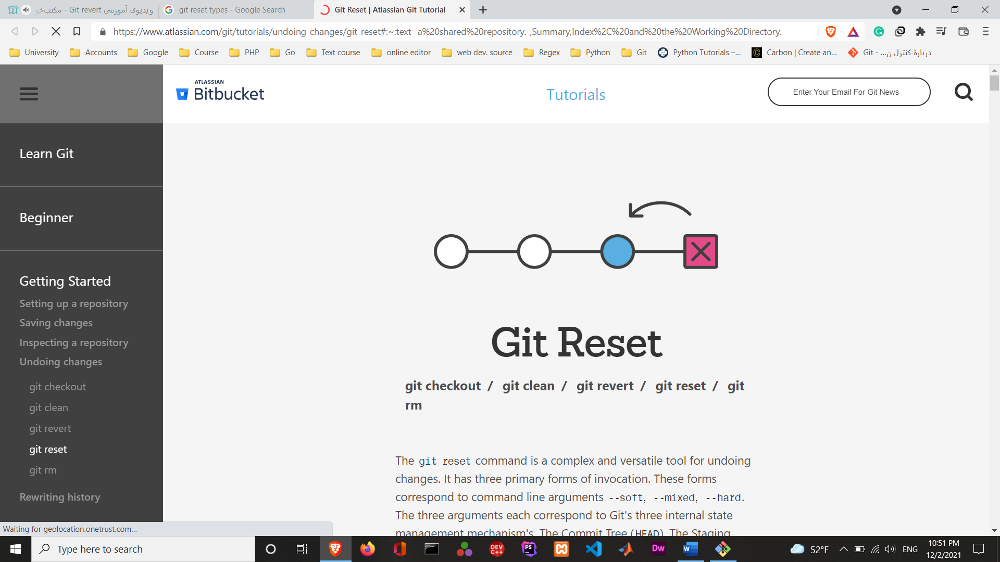 ویدیوی آموزشی Git revert - مکتب‌خو
git reset types - Google Search
Git Reset | Atlassian Git Tutorial
https://www.atlassian.com/git/tutorials/undoing-changes/git-reset#:~:text=a%20shared%20repository.-,Summary,Index%2C%20and%20the%20Working%20Directory.
University Accounts Google Course PHP Go Text course online editor web dev. source Regex Python Git Python Tutorials –... Carbon | Create an... Git - ...دربارهٔ کنترل ن
ATLASSIAN
Bitbucket
Tutorials
Enter Your Email For Git News
Learn Git
Beginner
Getting Started
Setting up a repository
Saving changes
Inspecting a repository
Undoing changes
git checkout
git clean
git revert
git reset
git rm
Rewriting history
Git Reset
git checkout / git clean / git revert / git reset / git
rm
The git reset command is a complex and versatile tool for undoing
changes. It has three primary forms of invocation. These forms
correspond to command line arguments --soft, --mixed, --hard.
The three arguments each correspond to Git's three internal state
management mechanism's, The Commit Tree (HEAD), The Staging
Waiting for geolocation.onetrust.com...
Type here to search
DEV C++
PS
Dw
52°F
ENG
10:51 PM
12/2/2021